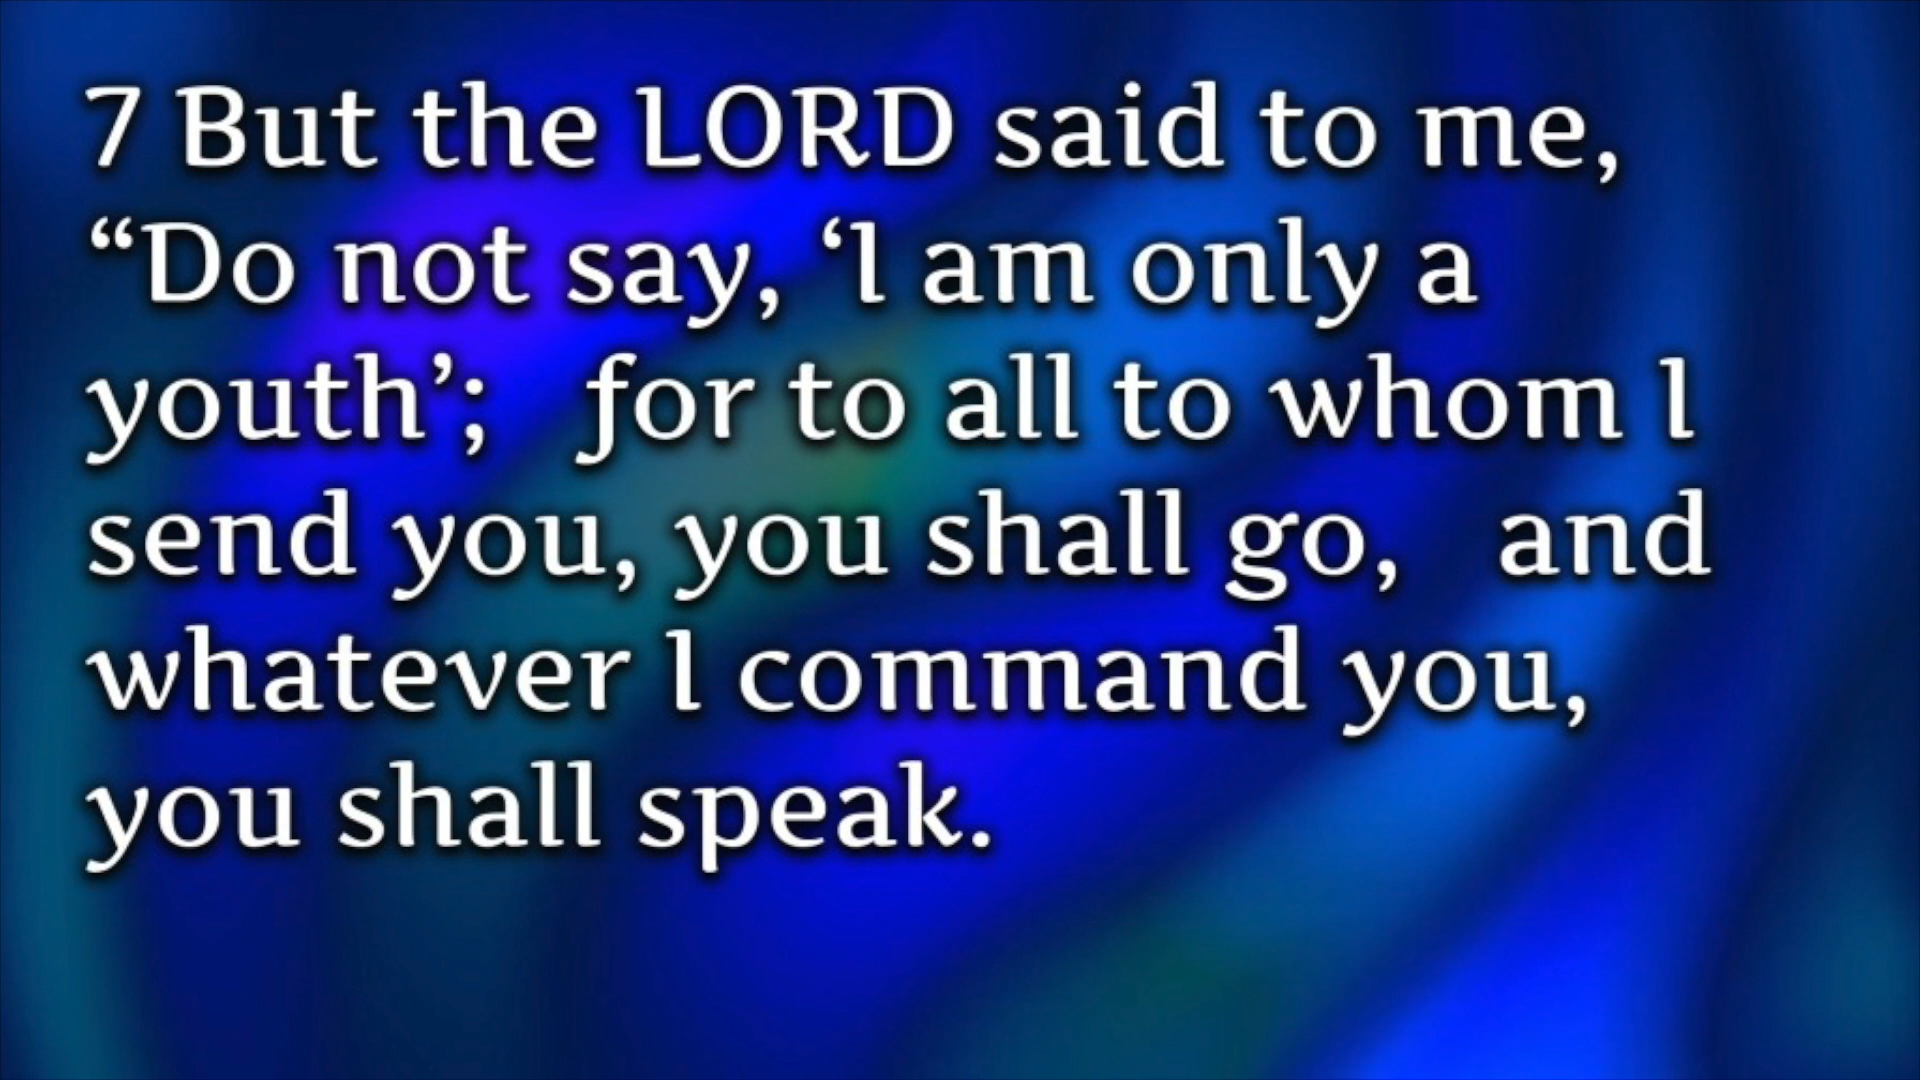 7 But the LORD said to me,
“Do not say, ‘I am only a
youth’;   for to all to whom I
send you, you shall go,   and
whatever I command you,
you shall speak.